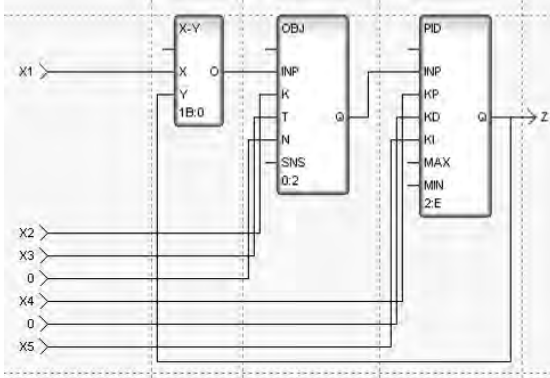 X-Y
OBJ
PID
X1
X
O
INP
INP
Y
K
KP
1B:0
T
Q
KD
Q
Z
N
KI
SNS
MAX
0:2
MIN
2:E
X2
X3
0
X4
0
X5